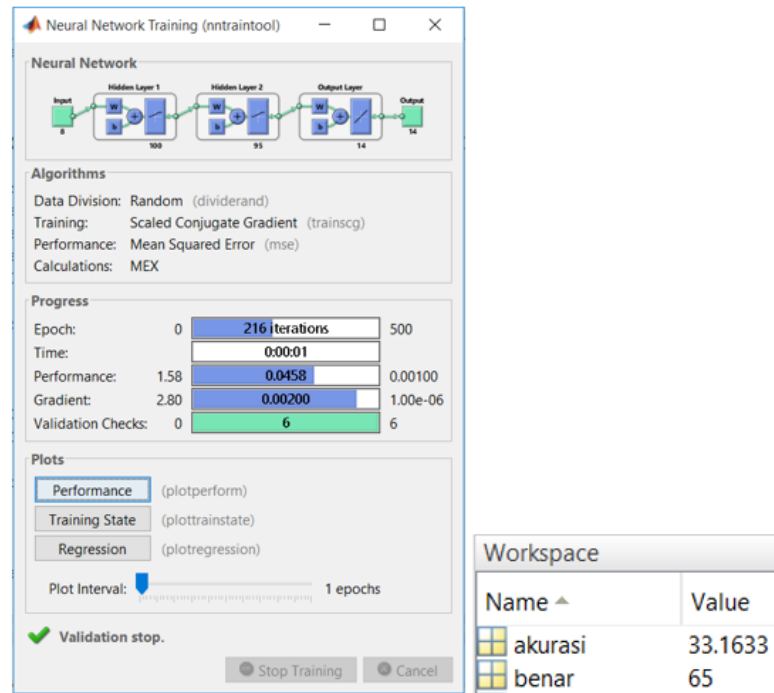 Neural Network Training (nntraintool)
Neural Network
Hidden Layer 1 Hidden Layer 2 Output Layer
Input Output
W W W
b b b
8 100 95 14 14
Algorithms
Data Division: Random (dividerand)
Training: Scaled Conjugate Gradient (trainscg)
Performance: Mean Squared Error (mse)
Calculations: MEX
Progress
Epoch: 0 216 iterations 500
Time: 0:00:01
Performance: 1.58 0.0458 0.00100
Gradient: 2.80 0.00200 1.00e-06
Validation Checks: 0 6 6
Plots
Performance (plotperform)
Training State (plottrainstate)
Regression (plotregression)
Plot Interval: 1 epochs
Validation stop.
Stop Training Cancel
Workspace
Name Value
akurasi 33.1633
benar 65